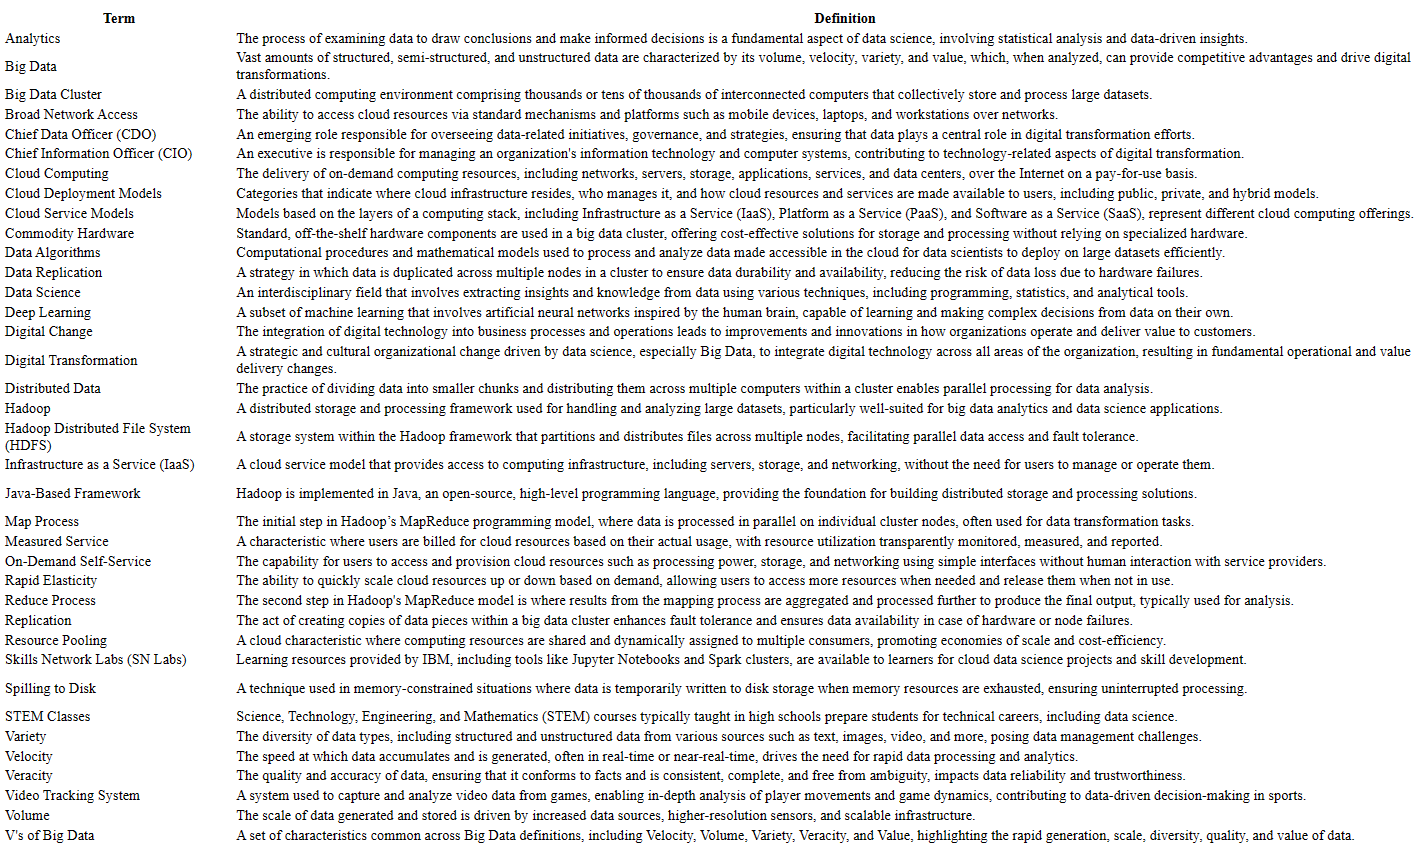 Term Definition
Analytics The process of examining data to draw conclusions and make informed decisions is a fundamental aspect of data science, involving statistical analysis and data-driven insights.
Big Data Vast amounts of structured, semi-structured, and unstructured data are characterized by its volume, velocity, variety, and value, which, when analyzed, can provide competitive advantages and drive digital
transformations.
Big Data Cluster A distributed computing environment comprising thousands or tens of thousands of interconnected computers that collectively store and process large datasets.
Broad Network Access The ability to access cloud resources via standard mechanisms and platforms such as mobile devices, laptops, and workstations over networks.
Chief Data Officer (CDO) An emerging role responsible for overseeing data-related initiatives, governance, and strategies, ensuring that data plays a central role in digital transformation efforts.
Chief Information Officer (CIO) An executive is responsible for managing an organization's information technology and computer systems, contributing to technology-related aspects of digital transformation.
Cloud Computing The delivery of on-demand computing resources, including networks, servers, storage, applications, services, and data centers, over the Internet on a pay-for-use basis.
Cloud Deployment Models Categories that indicate where cloud infrastructure resides, who manages it, and how cloud resources and services are made available to users, including public, private, and hybrid models.
Cloud Service Models Models based on the layers of a computing stack, including Infrastructure as a Service (IaaS), Platform as a Service (PaaS), and Software as a Service (SaaS), represent different cloud computing offerings.
Commodity Hardware Standard, off-the-shelf hardware components are used in a big data cluster, offering cost-effective solutions for storage and processing without relying on specialized hardware.
Data Algorithms Computational procedures and mathematical models used to process and analyze data made accessible in the cloud for data scientists to deploy on large datasets efficiently.
Data Replication A strategy in which data is duplicated across multiple nodes in a cluster to ensure data durability and availability, reducing the risk of data loss due to hardware failures.
Data Science An interdisciplinary field that involves extracting insights and knowledge from data using various techniques, including programming, statistics, and analytical tools.
Deep Learning A subset of machine learning that involves artificial neural networks inspired by the human brain, capable of learning and making complex decisions from data on their own.
Digital Change The integration of digital technology into business processes and operations leads to improvements and innovations in how organizations operate and deliver value to customers.
Digital Transformation A strategic and cultural organizational change driven by data science, especially Big Data, to integrate digital technology across all areas of the organization, resulting in fundamental operational and value
delivery changes.
Distributed Data The practice of dividing data into smaller chunks and distributing them across multiple computers within a cluster enables parallel processing for data analysis.
Hadoop A distributed storage and processing framework used for handling and analyzing large datasets, particularly well-suited for big data analytics and data science applications.
Hadoop Distributed File System
(HDFS) A storage system within the Hadoop framework that partitions and distributes files across multiple nodes, facilitating parallel data access and fault tolerance.
Infrastructure as a Service (IaaS) A cloud service model that provides access to computing infrastructure, including servers, storage, and networking, without the need for users to manage or operate them.
Java-Based Framework Hadoop is implemented in Java, an open-source, high-level programming language, providing the foundation for building distributed storage and processing solutions.
Map Process The initial step in Hadoop’s MapReduce programming model, where data is processed in parallel on individual cluster nodes, often used for data transformation tasks.
Measured Service A characteristic where users are billed for cloud resources based on their actual usage, with resource utilization transparently monitored, measured, and reported.
On-Demand Self-Service The capability for users to access and provision cloud resources such as processing power, storage, and networking using simple interfaces without human interaction with service providers.
Rapid Elasticity The ability to quickly scale cloud resources up or down based on demand, allowing users to access more resources when needed and release them when not in use.
Reduce Process The second step in Hadoop's MapReduce model is where results from the mapping process are aggregated and processed further to produce the final output, typically used for analysis.
Replication The act of creating copies of data pieces within a big data cluster enhances fault tolerance and ensures data availability in case of hardware or node failures.
Resource Pooling A cloud characteristic where computing resources are shared and dynamically assigned to multiple consumers, promoting economies of scale and cost-efficiency.
Skills Network Labs (SN Labs) Learning resources provided by IBM, including tools like Jupyter Notebooks and Spark clusters, are available to learners for cloud data science projects and skill development.
Spilling to Disk A technique used in memory-constrained situations where data is temporarily written to disk storage when memory resources are exhausted, ensuring uninterrupted processing.
STEM Classes Science, Technology, Engineering, and Mathematics (STEM) courses typically taught in high schools prepare students for technical careers, including data science.
Variety The diversity of data types, including structured and unstructured data from various sources such as text, images, video, and more, posing data management challenges.
Velocity The speed at which data accumulates and is generated, often in real-time or near-real-time, drives the need for rapid data processing and analytics.
Veracity The quality and accuracy of data, ensuring that it conforms to facts and is consistent, complete, and free from ambiguity, impacts data reliability and trustworthiness.
Video Tracking System A system used to capture and analyze video data from games, enabling in-depth analysis of player movements and game dynamics, contributing to data-driven decision-making in sports.
Volume The scale of data generated and stored is driven by increased data sources, higher-resolution sensors, and scalable infrastructure.
V's of Big Data A set of characteristics common across Big Data definitions, including Velocity, Volume, Variety, Veracity, and Value, highlighting the rapid generation, scale, diversity, quality, and value of data.